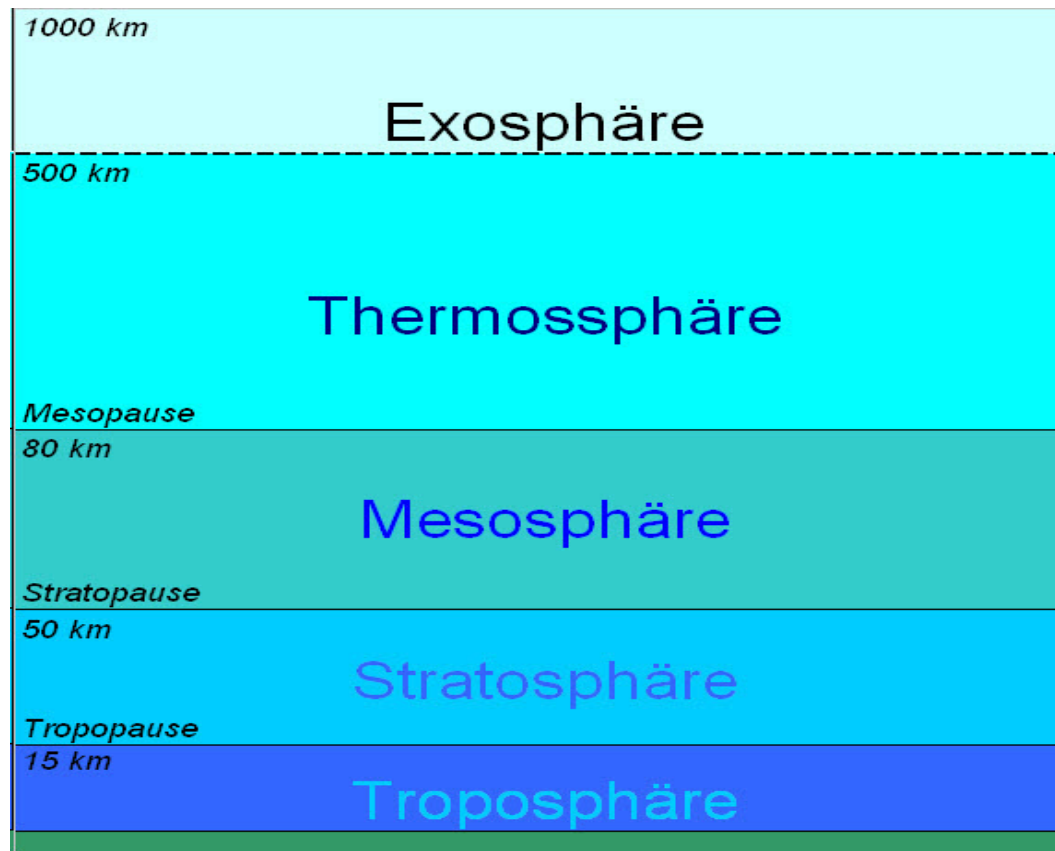 1000 km
Exosphäre
500 km
Thermossphäre
Mesopause
80 km
Mesosphäre
Stratopause
50 km
Stratosphäre
Tropopause
15 km
Troposphäre